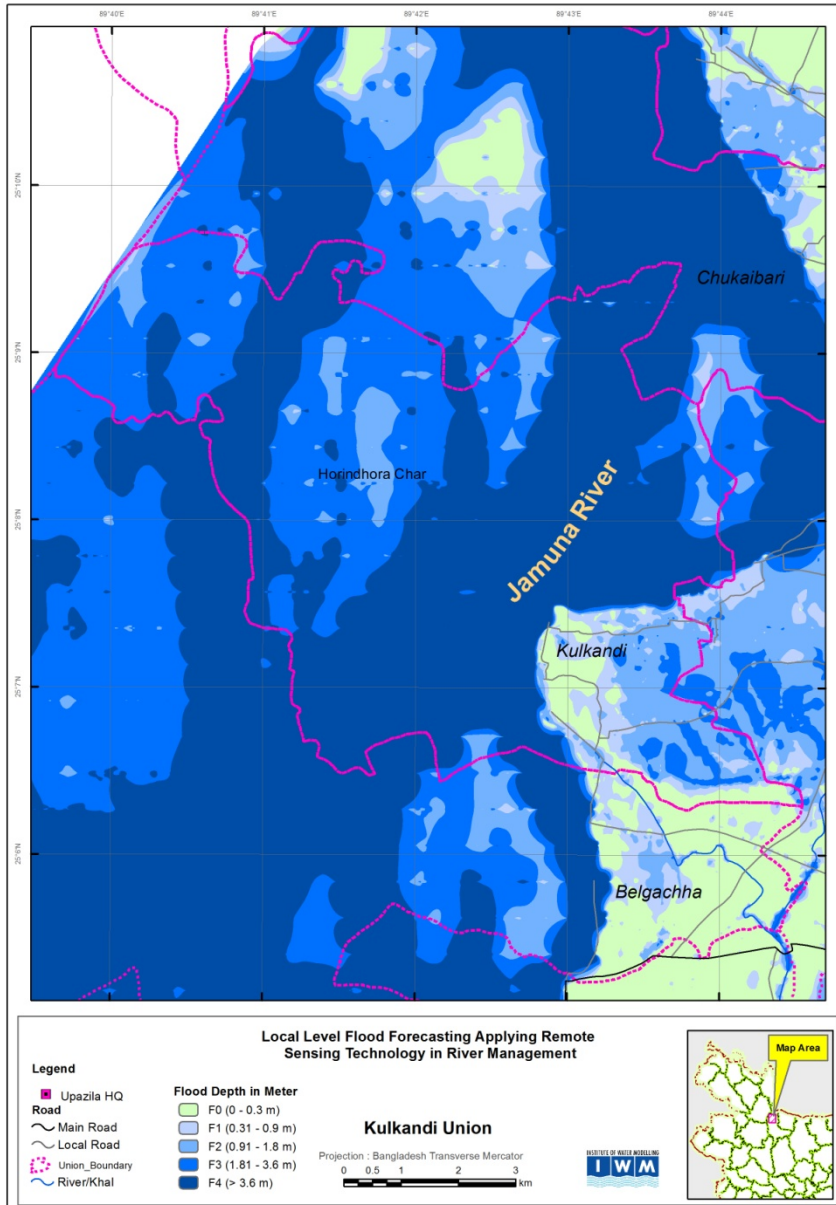 89°40'E
89°41'E
89°42'E
89°43'E
89°44'E
25°10'N
Chukaibari
25°9'N
Horindhora Char
25°8'N
Jamuna River
Kulkandi
25°7'N
25°6'N
Belgachha
Local Level Flood Forecasting Applying Remote
Sensing Technology in River Management
Map Area
Legend
Upazila HQ
Road
Main Road
Local Road
Union_Boundary
River/Khal
Flood Depth in Meter
F0 (0 - 0.3 m)
F1 (0.31 - 0.9 m)
F2 (0.91 - 1.8 m)
F3 (1.81 - 3.6 m)
F4 (> 3.6 m)
Kulkandi Union
Projection : Bangladesh Transverse Mercator
0 0.5 1 2 3
km
INSTITUTE OF WATER MODELLING
IWM